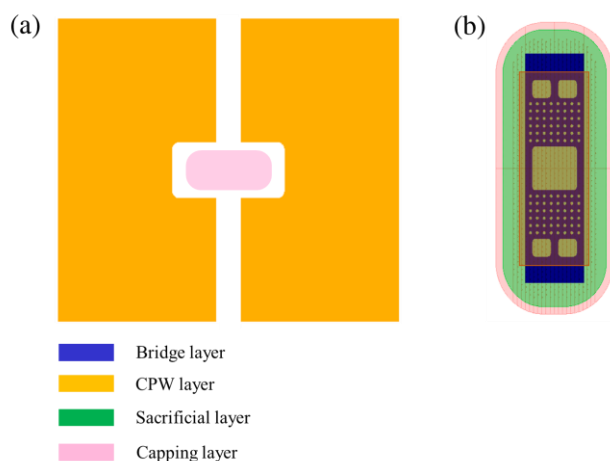 (a)
(b)
Bridge layer
CPW layer
Sacrificial layer
Capping layer